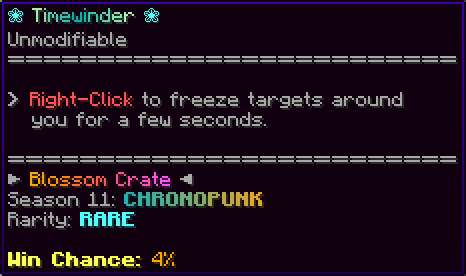 ❀ Timewinder ❀
Unmodifiable
==============================
> Right-Click to freeze targets around
you for a few seconds.
==============================
► Blossom Crate ◄
Season 11: CHRONOPUNK
Rarity: RARE
Win Chance: 4%